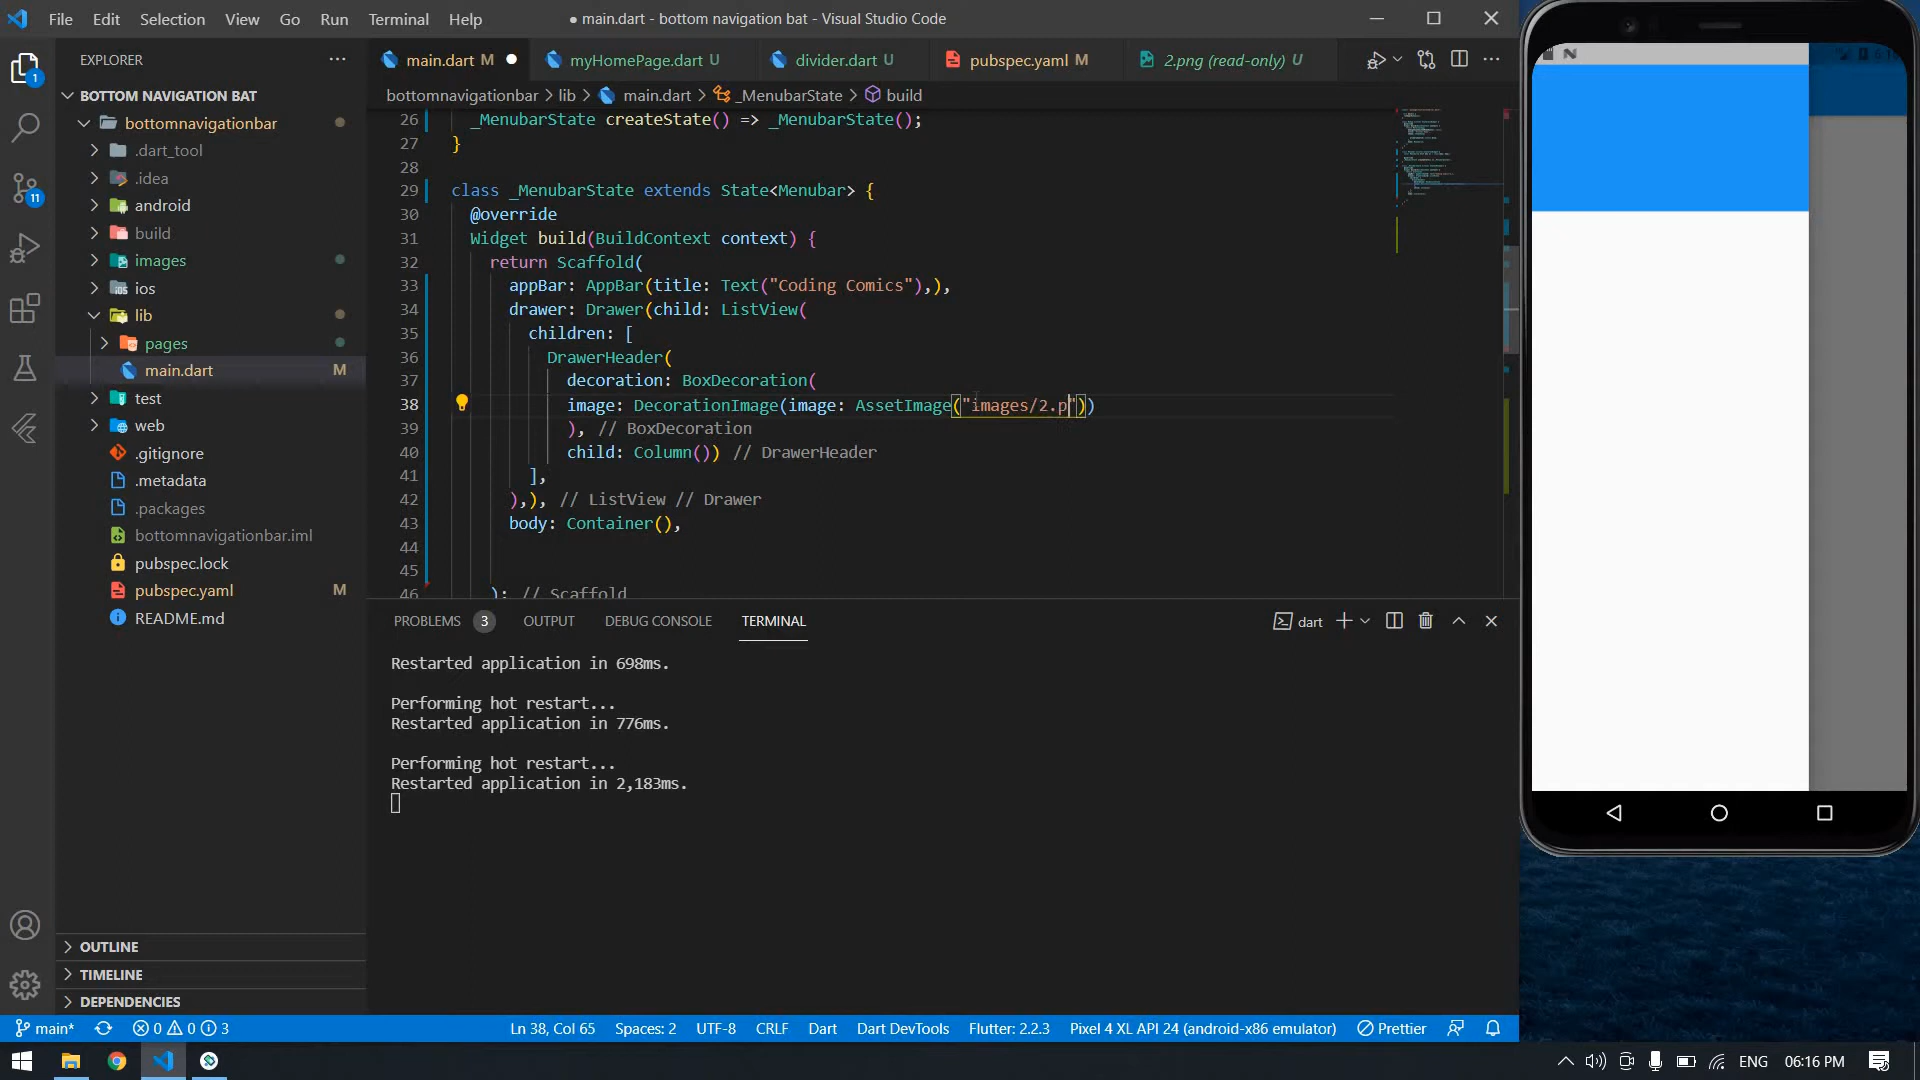 File Edit Selection View Go Run Terminal Help ● main.dart - bottom navigation bat - Visual Studio Code
EXPLORER
main.dart M myHomePage.dart U divider.dart U pubspec.yaml M 2.png (read-only) U
BOTTOM NAVIGATION BAT
bottomnavigationbar > lib > main.dart > _MenubarState > build
bottomnavigationbar
.dart_tool
.idea
android
build
images
ios
lib
pages
main.dart M
test
web
.gitignore
.metadata
.packages
bottomnavigationbar.iml
pubspec.lock
pubspec.yaml M
README.md
OUTLINE
TIMELINE
DEPENDENCIES
1
11
26 _MenubarState createState() => _MenubarState();
27 }
28
29 class _MenubarState extends State<Menubar> {
30 @override
31 Widget build(BuildContext context) {
32 return Scaffold(
33 appBar: AppBar(title: Text("Coding Comics"),),
34 drawer: Drawer(child: ListView(
35 children: [
36 DrawerHeader(
37 decoration: BoxDecoration(
38 image: DecorationImage(image: AssetImage("images/2.p"))
39 ), // BoxDecoration
40 child: Column()) // DrawerHeader
41 ],
42 ),), // ListView // Drawer
43 body: Container(),
44
45
46 ); // Scaffold
PROBLEMS 3 OUTPUT DEBUG CONSOLE TERMINAL dart
Restarted application in 698ms.
Performing hot restart...
Restarted application in 776ms.
Performing hot restart...
Restarted application in 2,183ms.
main* 0 0 3 Ln 38, Col 65 Spaces: 2 UTF-8 CRLF Dart Dart DevTools Flutter: 2.2.3 Pixel 4 XL API 24 (android-x86 emulator) Prettier
ENG 06:16 PM